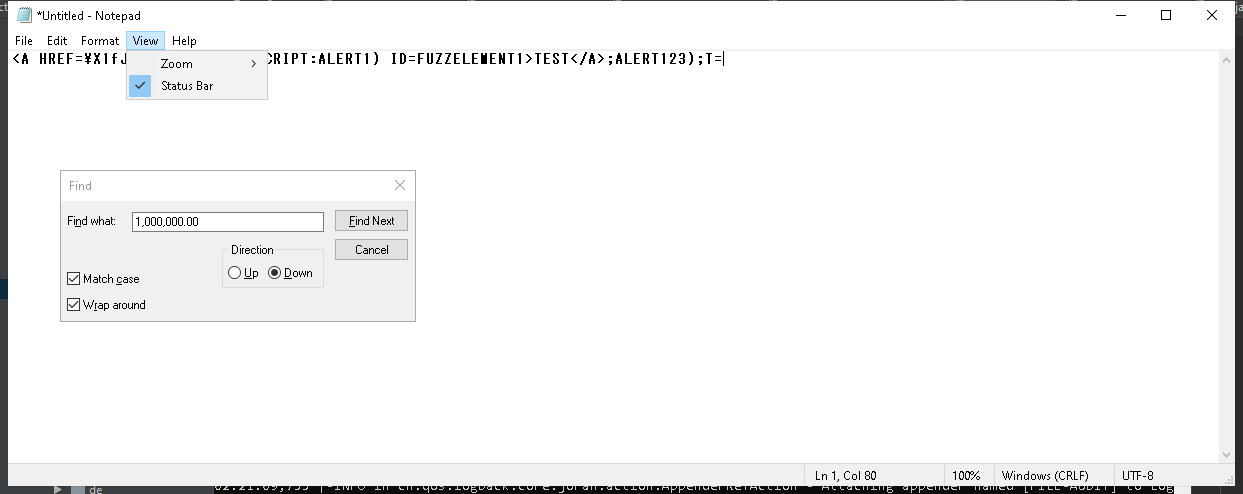 *Untitled - Notepad
File Edit Format View Help
<A HREF=¥X1fJ CRIPT:ALERT1) ID=FUZZELEMENT1>TEST</A>;ALERT123);T=
Zoom
Status Bar
Find
Find what: 1,000,000.00 Find Next
Direction Cancel
Up Down
Match case
Wrap around
Ln 1, Col 80 100% Windows (CRLF) UTF-8
de